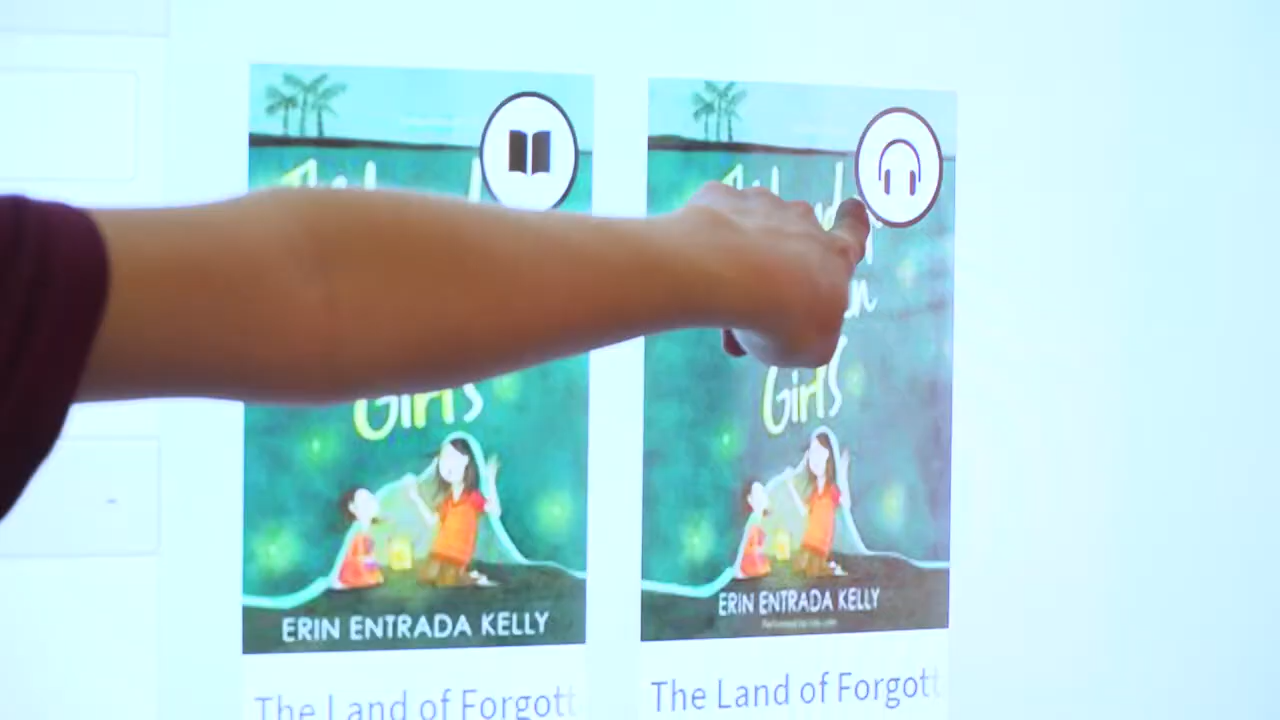 Girls
ERIN ENTRADA KELLY
The Land of Forgott
Girls
ERIN ENTRADA KELLY
The Land of Forgott